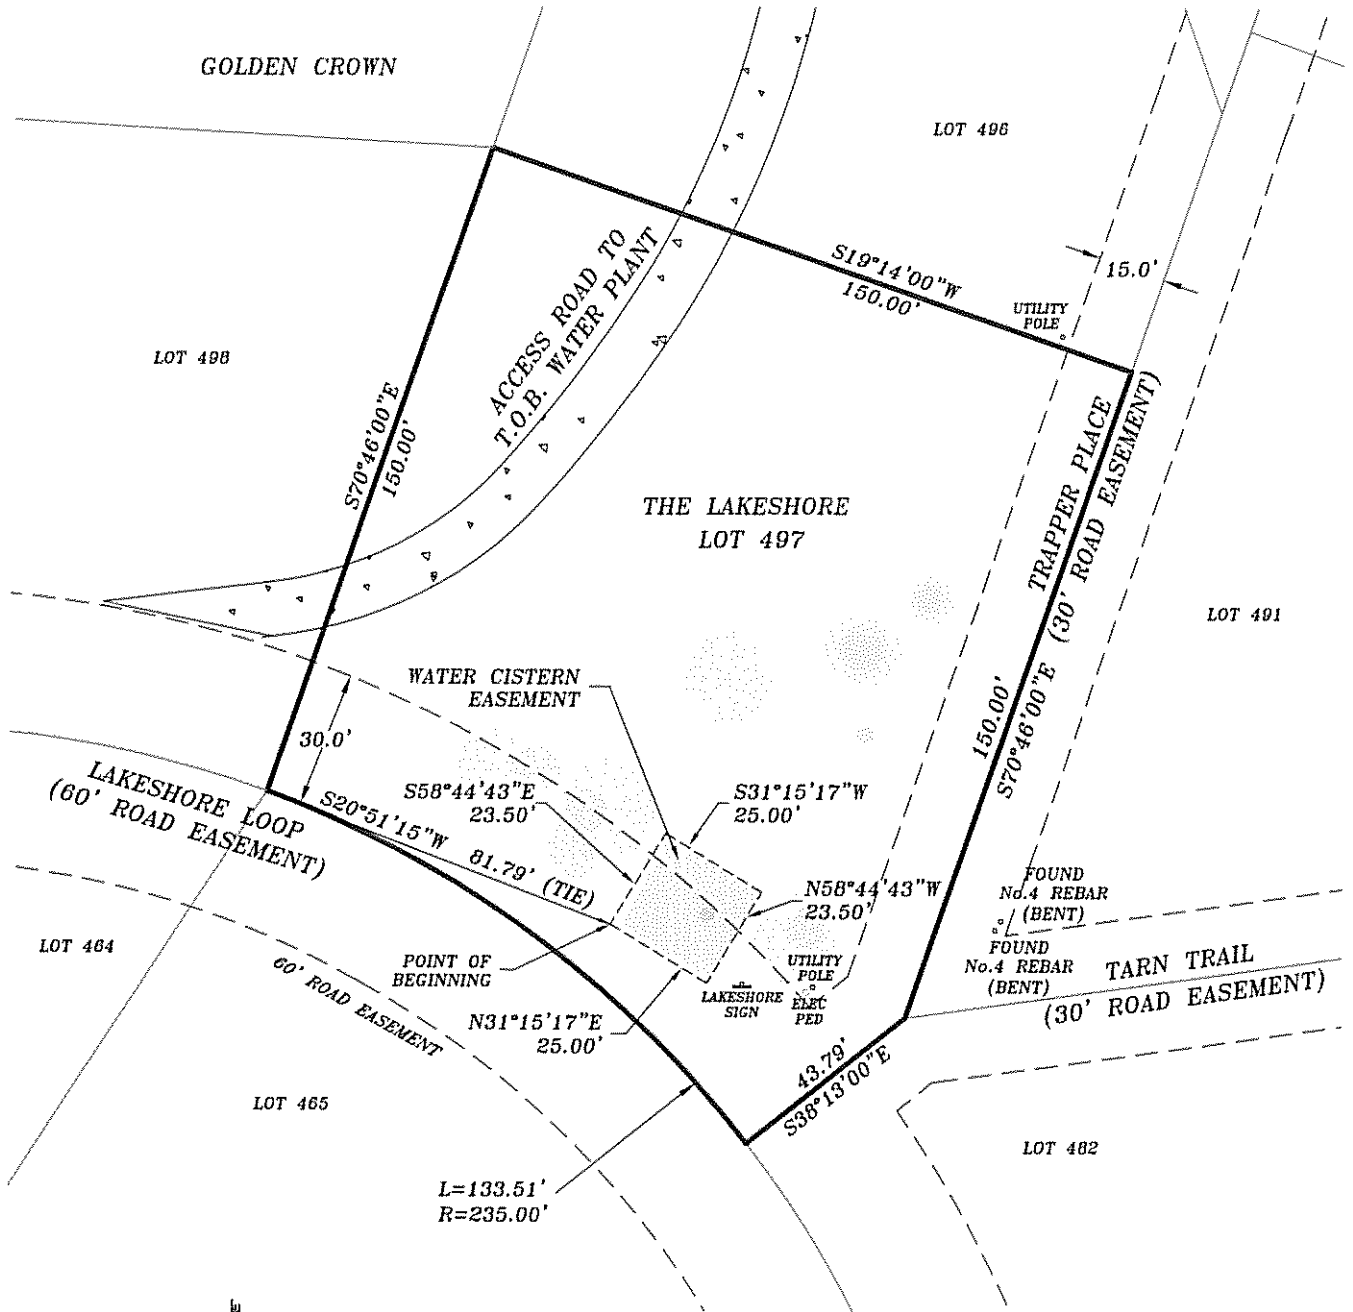 GOLDEN CROWN
LOT 496
ACCESS ROAD TO
T.O.B. WATER PLANT
S19°14'00"W
150.00'
15.0'
UTILITY
POLE
LOT 498
S70°46'00"E
150.00'
THE LAKESHORE
LOT 497
TRAPPER PLACE
(30' ROAD EASEMENT)
LOT 491
WATER CISTERN
EASEMENT
150.00'
S70°46'00"E
30.0'
LAKESHORE LOOP
(60' ROAD EASEMENT)
S20°51'15"W
81.79' (TIE)
S58°44'43"E
23.50'
S31°15'17"W
25.00'
N58°44'43"W
23.50'
FOUND
No.4 REBAR
(BENT)
FOUND
No.4 REBAR
(BENT)
LOT 464
60' ROAD EASEMENT
POINT OF
BEGINNING
UTILITY
POLE
LAKESHORE
SIGN
ELEC
PED
TARN TRAIL
(30' ROAD EASEMENT)
N31°15'17"E
25.00'
43.79'
S38°13'00"E
LOT 465
LOT 482
L=133.51'
R=235.00'